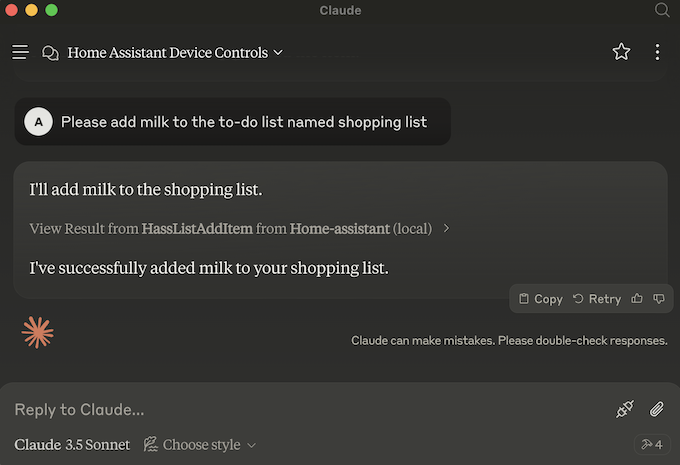 Claude
Home Assistant Device Controls
A
Please add milk to the to-do list named shopping list
I'll add milk to the shopping list.
View Result from HassListAddItem from Home-assistant (local)
I've successfully added milk to your shopping list.
Copy Retry
Claude can make mistakes. Please double-check responses.
Reply to Claude...
Claude 3.5 Sonnet Choose style 4